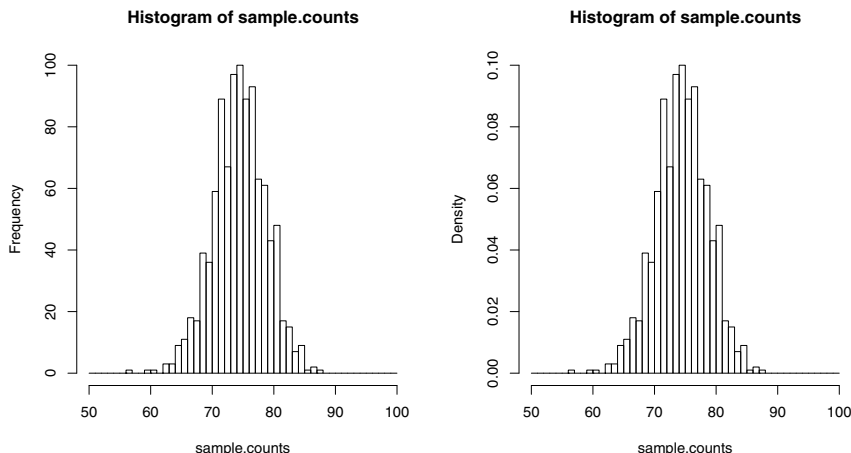 Histogram of sample.counts
Frequency
0
20
40
60
80
100
50 60 70 80 90 100
sample.counts
Histogram of sample.counts
Density
0.00
0.02
0.04
0.06
0.08
0.10
50 60 70 80 90 100
sample.counts